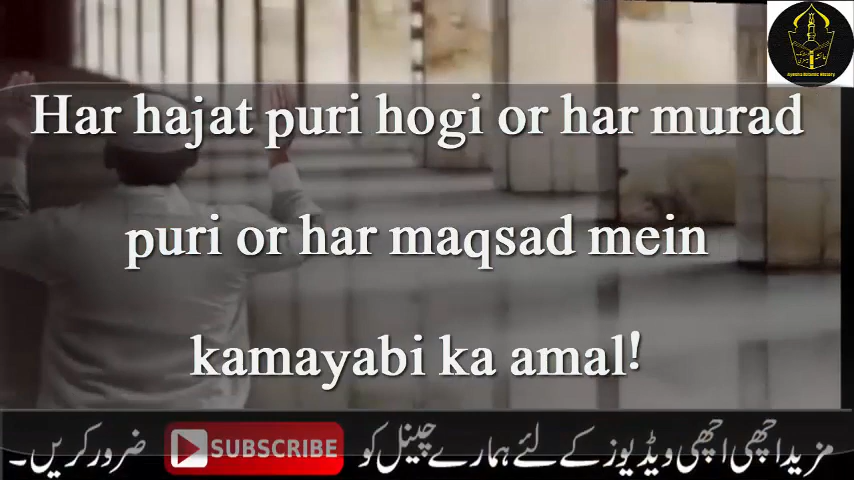 Har hajat puri hogi or har murad
puri or har maqsad mein
kamayabi ka amal!
مزید اچھی اچھی ویڈیوز کے لئے ہمارے چینل کو SUBSCRIBE ضرور کریں۔